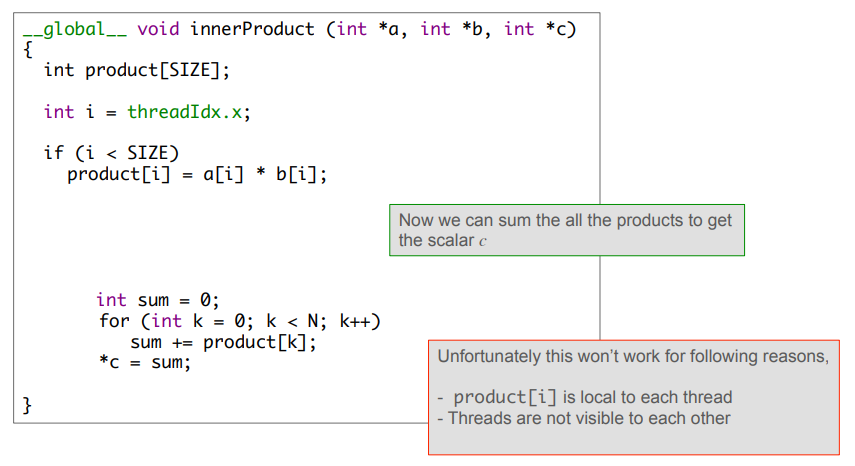 __global__ void innerProduct (int *a, int *b, int *c)
{
int product[SIZE];
int i = threadIdx.x;
if (i < SIZE)
product[i] = a[i] * b[i];
Now we can sum the all the products to get
the scalar c
int sum = 0;
for (int k = 0; k < N; k++)
sum += product[k];
*c = sum;
}
Unfortunately this won’t work for following reasons,
- product[i] is local to each thread
- Threads are not visible to each other